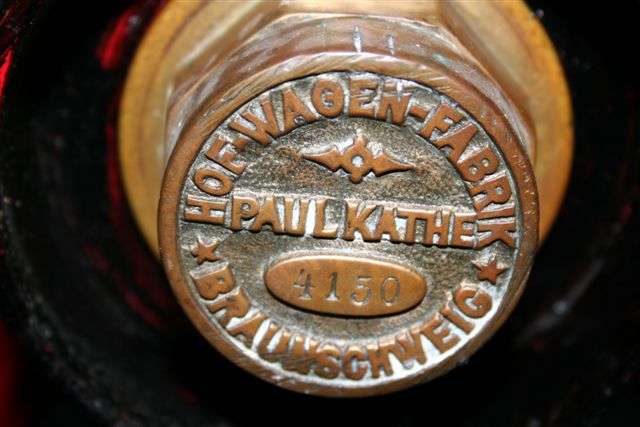 HOF-WAGEN-FABRIK
PAUL KATHE
4150
BRAUNSCHWEIG